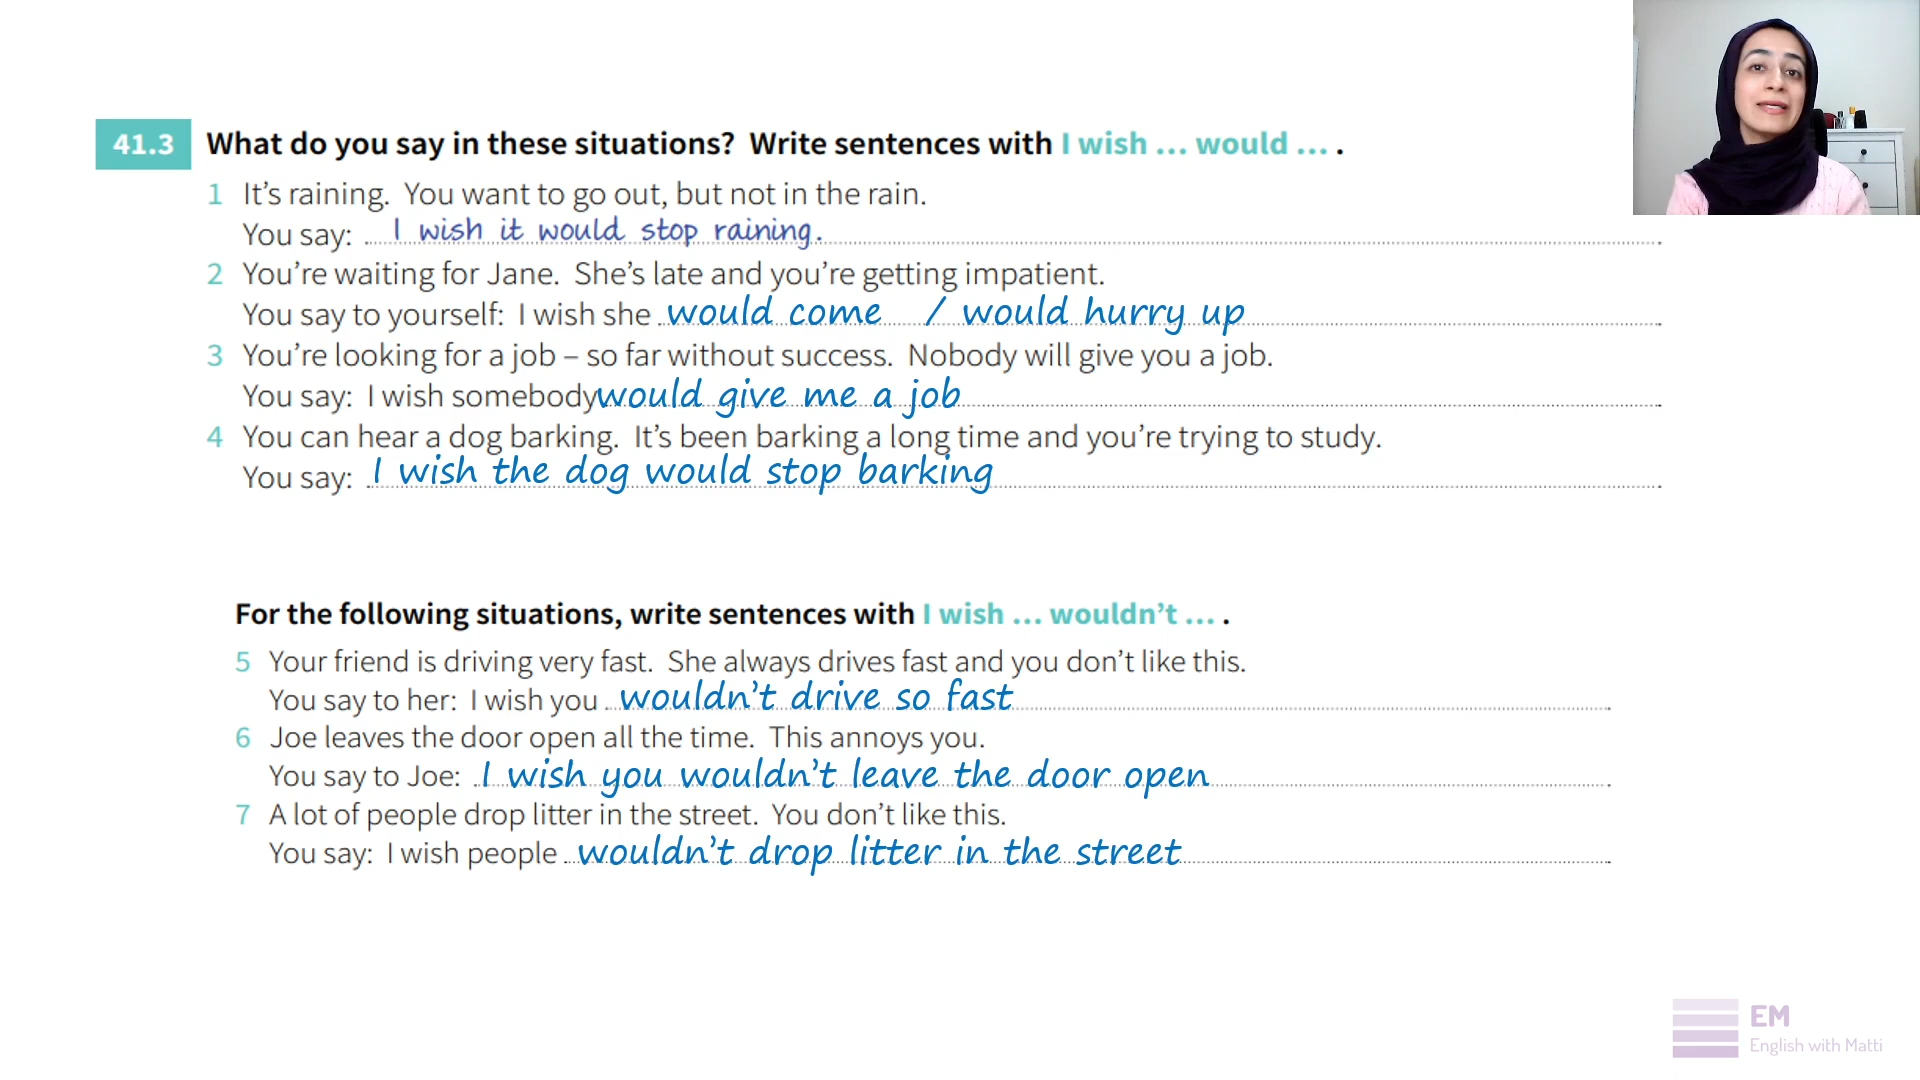 41.3 What do you say in these situations? Write sentences with I wish … would … .
1 It’s raining. You want to go out, but not in the rain.
You say: I wish it would stop raining.
2 You’re waiting for Jane. She’s late and you’re getting impatient.
You say to yourself: I wish she would come / would hurry up
3 You’re looking for a job – so far without success. Nobody will give you a job.
You say: I wish somebody would give me a job
4 You can hear a dog barking. It’s been barking a long time and you’re trying to study.
You say: I wish the dog would stop barking
For the following situations, write sentences with I wish … wouldn’t … .
5 Your friend is driving very fast. She always drives fast and you don’t like this.
You say to her: I wish you wouldn’t drive so fast
6 Joe leaves the door open all the time. This annoys you.
You say to Joe: I wish you wouldn’t leave the door open
7 A lot of people drop litter in the street. You don’t like this.
You say: I wish people wouldn’t drop litter in the street
EM
English with Matti